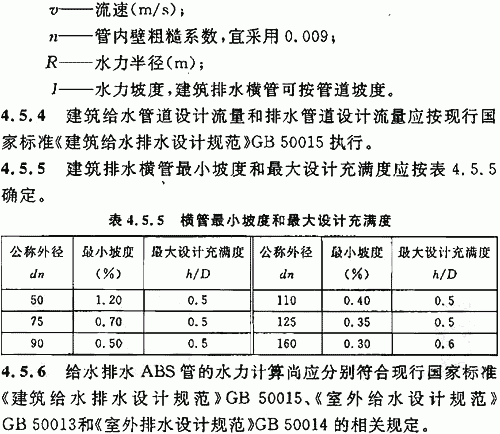 v——流速(m/s);
n——管内壁粗糙系数,宜采用0.009;
R——水力半径(m);
I——水力坡度,建筑排水横管可按管道坡度。
4.5.4 建筑给水管道设计流量和排水管道设计流量应按现行国
家标准《建筑给水排水设计规范》GB 50015 执行。
4.5.5 建筑排水横管最小坡度和最大设计充满度应按表 4.5.5
确定。
表 4.5.5 横管最小坡度和最大设计充满度
公称外径 dn 最小坡度 (%) 最大设计充满度 h/D 公称外径 dn 最小坡度 (%) 最大设计充满度 h/D
50 1.20 0.5 110 0.40 0.5
75 0.70 0.5 125 0.35 0.5
90 0.50 0.5 160 0.30 0.6
4.5.6 给水排水 ABS 管的水力计算尚应分别符合现行国家标准
《建筑给水排水设计规范》GB 50015、《室外给水设计规范》
GB 50013和《室外排水设计规范》GB 50014 的相关规定。